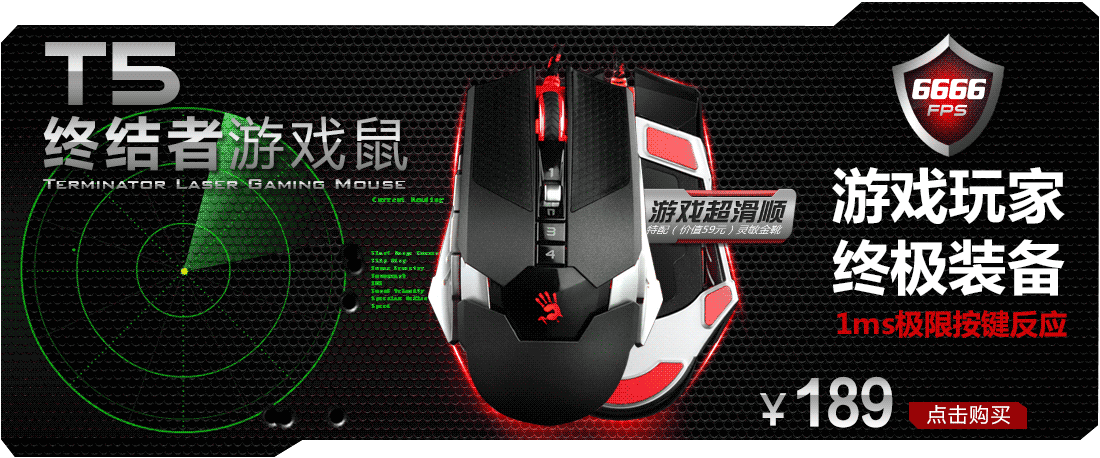 T5
终结者游戏鼠
TERMINATOR LASER GAMING MOUSE
Current Reading
1
n
3
4
游戏超滑顺
特配（价值59元）灵敏金靴
6666
FPS
游戏玩家
终极装备
1ms极限按键反应
¥189
点击购买